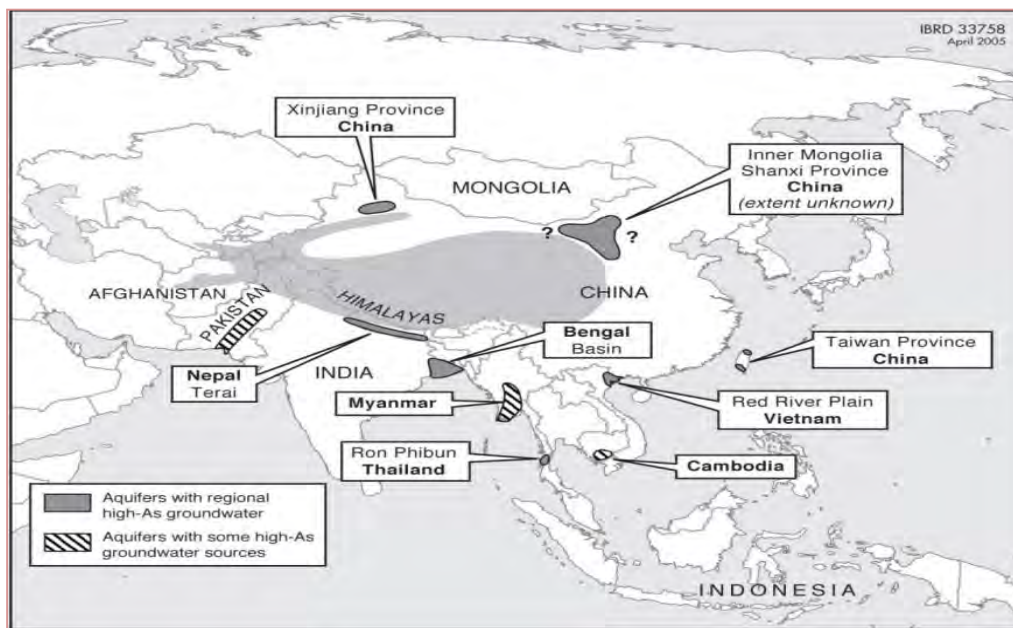 IBRD 33758
April 2005
Xinjiang Province
China
MONGOLIA
Inner Mongolia
Shanxi Province
China
(extent unknown)
?
?
AFGHANISTAN
PAKISTAN
HIMALAYAS
CHINA
Nepal
Terai
INDIA
Bengal
Basin
Taiwan Province
China
Myanmar
Red River Plain
Vietnam
Ron Phibun
Thailand
Cambodia
Aquifers with regional
high-As groundwater
Aquifers with some high-As
groundwater sources
INDONESIA